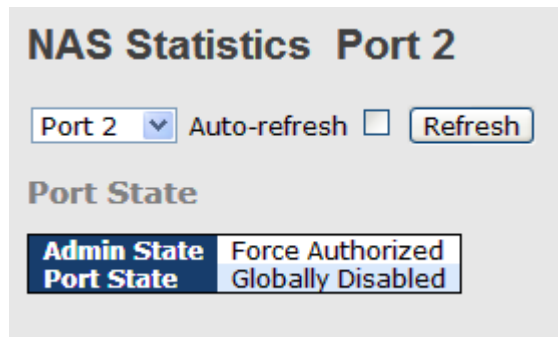 NAS Statistics Port 2
Port 2 Auto-refresh Refresh
Port State
Admin State Force Authorized
Port State Globally Disabled